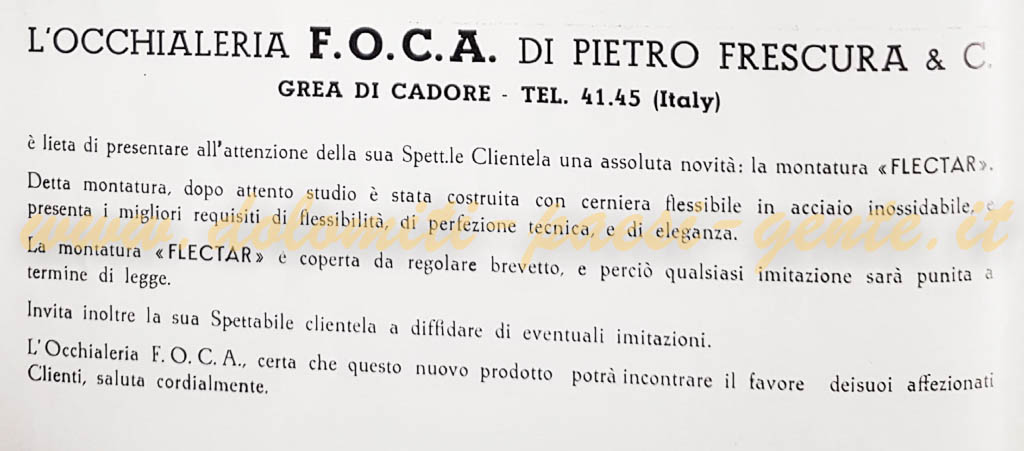 L'OCCHIALERIA F.O.C.A. DI PIETRO FRESCURA & C.
GREA DI CADORE - TEL. 41.45 (Italy)
è lieta di presentare all'attenzione della sua Spett.le Clientela una assoluta novità: la montatura «FLECTAR».
Detta montatura, dopo attento studio è stata costruita con cerniera flessibile in acciaio inossidabile, e
presenta i migliori requisiti di flessibilità, di perfezione tecnica, e di eleganza.
www.dolomiti-paesi-gente.it
La montatura «FLECTAR» è coperta da regolare brevetto, e perciò qualsiasi imitazione sarà punita a
termine di legge.
Invita inoltre la sua Spettabile clientela a diffidare di eventuali imitazioni.
L'Occhialeria F. O. C. A., certa che questo nuovo prodotto potrà incontrare il favore deisuoi affezionati
Clienti, saluta cordialmente.